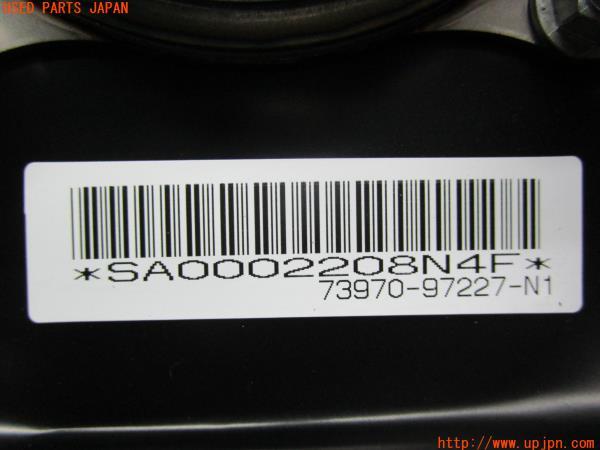 USED PARTS JAPAN
*SA0002208N4F*
73970-97227-N1
http://www.upjpn.com/